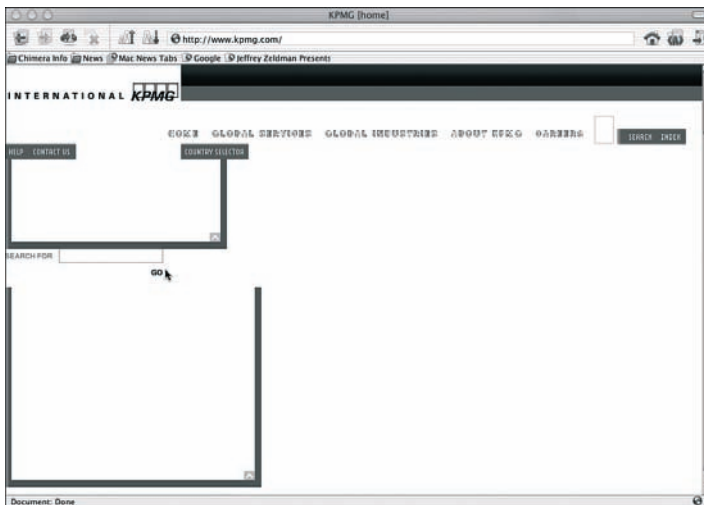 KPMG [home]
http://www.kpmg.com/
Chimera Info News Mac News Tabs Google Jeffrey Zeldman Presents
INTERNATIONAL KPMG
HOME GLOBAL SERVICES GLOBAL INDUSTRIES ABOUT KPMG CAREERS
SEARCH INDEX
HELP CONTACT US COUNTRY SELECTOR
SEARCH FOR
GO
Document: Done